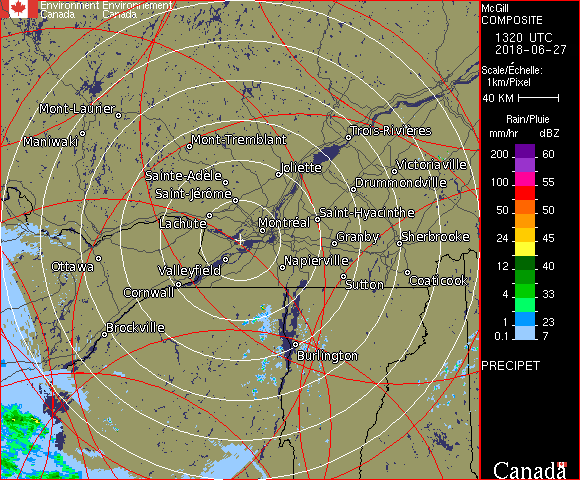 Environment Environnement
Canada Canada
McGill
COMPOSITE
1320 UTC
2018-06-27
Scale/Échelle:
1km/Pixel
40 KM
Rain/Pluie
mm/hr dBZ
200 60
100 55
50 50
24 45
12 40
4 33
1 23
0.1 7
PRECIPET
Canada
Mont-Laurier
Maniwaki
Mont-Tremblant
Trois-Rivières
Sainte-Adèle
Joliette
Victoriaville
Saint-Jérôme
Drummondville
Lachute
Montréal
Saint-Hyacinthe
Granby
Sherbrooke
Ottawa
Valleyfield
Napierville
Cornwall
Sutton
Coaticook
Brockville
Burlington